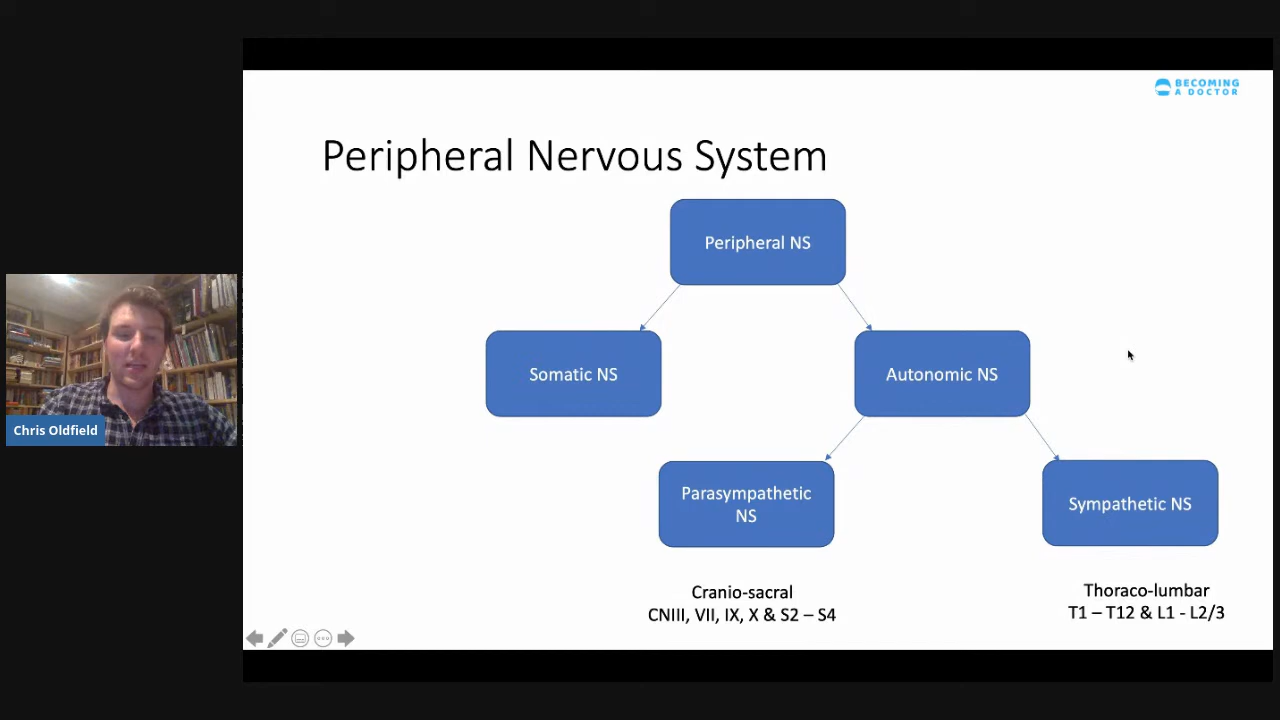 BECOMING
A DOCTOR
Peripheral Nervous System
Peripheral NS
Somatic NS
Autonomic NS
Parasympathetic
NS
Sympathetic NS
Cranio-sacral
CNIII, VII, IX, X & S2 – S4
Thoraco-lumbar
T1 – T12 & L1 - L2/3
Chris Oldfield